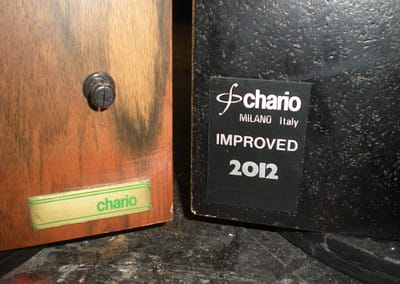 chario
chario
MILANO Italy
IMPROVED
2012